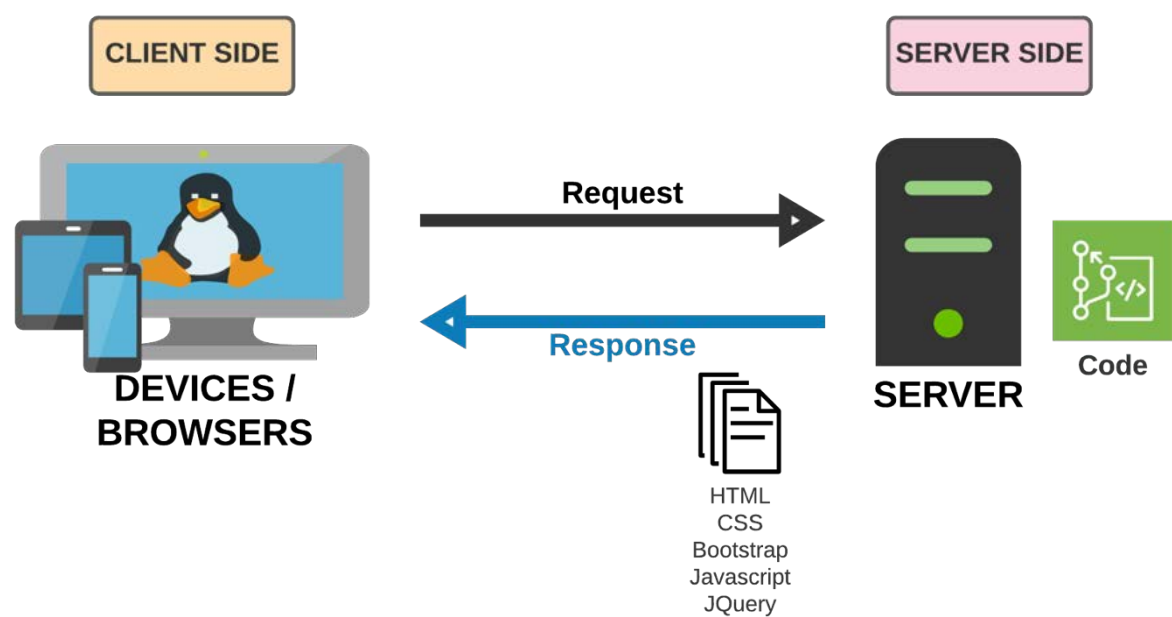 CLIENT SIDE
SERVER SIDE
Request
Response
</>
Code
DEVICES /
BROWSERS
SERVER
HTML
CSS
Bootstrap
Javascript
JQuery